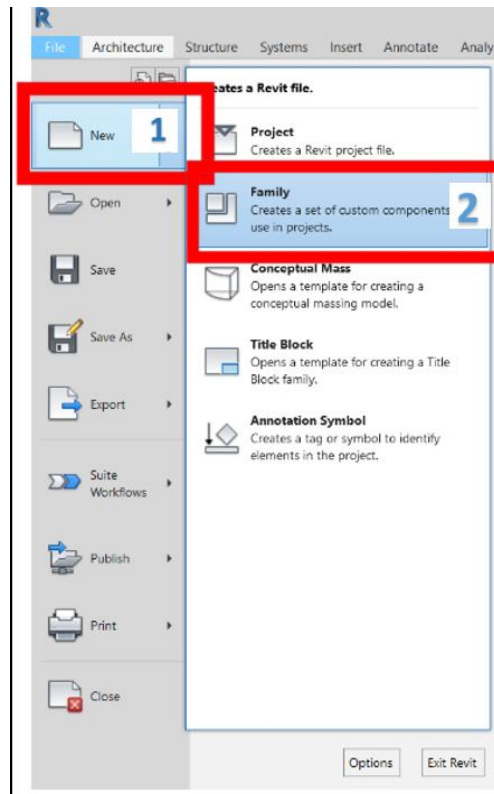 R
File Architecture Structure Systems Insert Annotate Analy
Creates a Revit file.
New 1
Project
Creates a Revit project file.
Open
Family
Creates a set of custom components 2
use in projects.
Save
Conceptual Mass
Opens a template for creating a
conceptual massing model.
Save As
Title Block
Opens a template for creating a Title
Block family.
Export
Annotation Symbol
Creates a tag or symbol to identify
elements in the project.
Suite
Workflows
Publish
Print
Close
Options Exit Revit